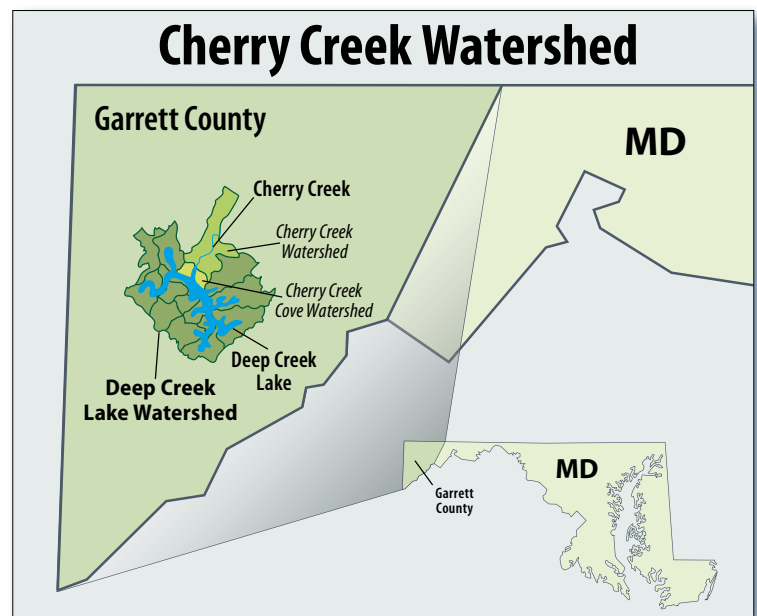 Cherry Creek Watershed
Garrett County
MD
Cherry Creek
Cherry Creek
Watershed
Cherry Creek
Cove Watershed
Deep Creek
Lake
Deep Creek
Lake Watershed
MD
Garrett
County